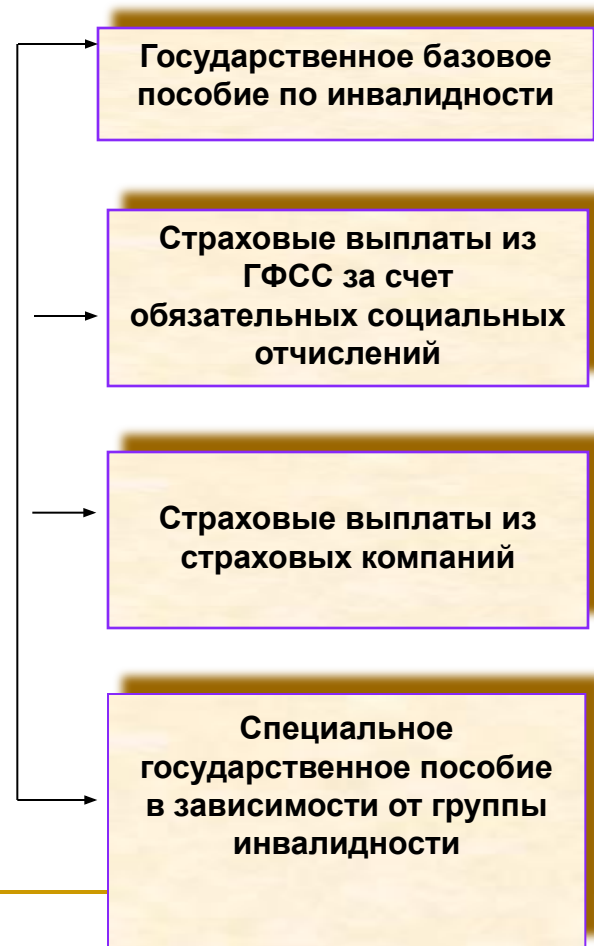 Государственное базовое
пособие по инвалидности
Страховые выплаты из
ГФСС за счет
обязательных социальных
отчислений
Страховые выплаты из
страховых компаний
Специальное
государственное пособие
в зависимости от группы
инвалидности